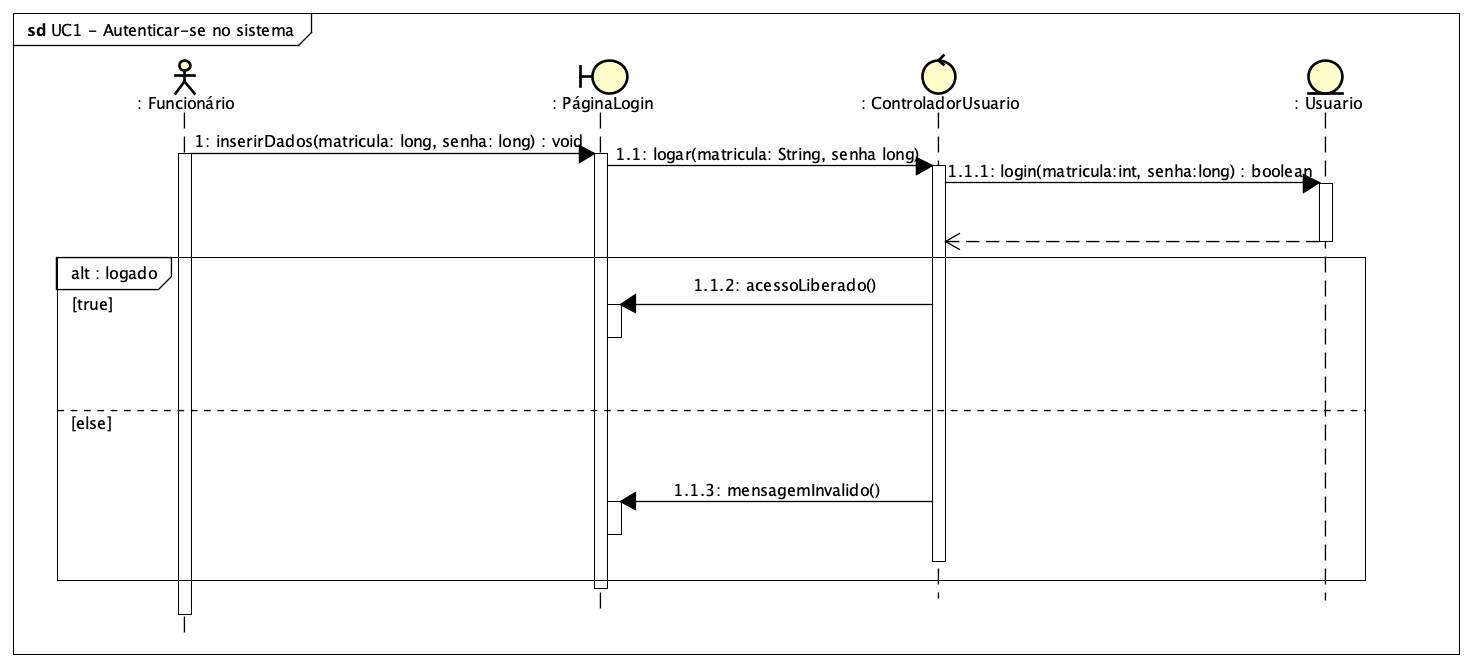 sd UC1 - Autenticar-se no sistema
: Funcionário
: PáginaLogin
: ControladorUsuario
: Usuario
1: inserirDados(matricula: long, senha: long) : void
1.1: logar(matricula: String, senha long)
1.1.1: login(matricula:int, senha:long) : boolean
alt : logado
[true]
1.1.2: acessoLiberado()
[else]
1.1.3: mensagemInvalido()